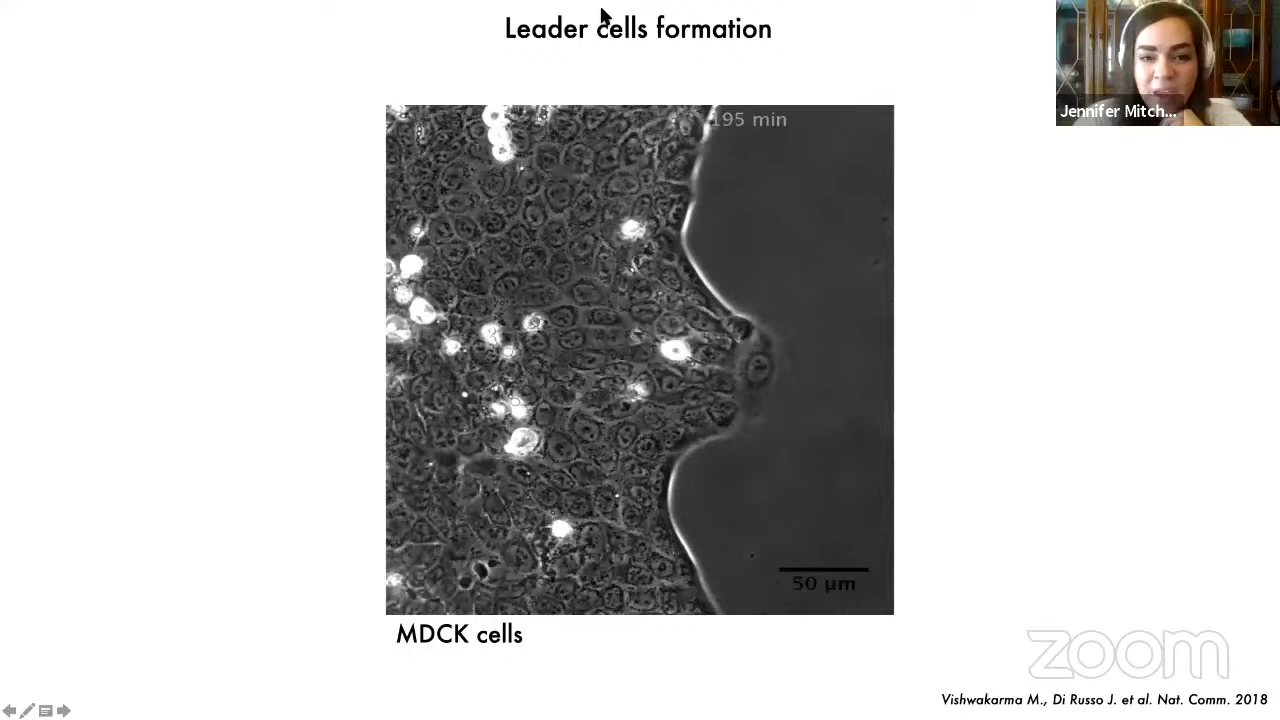 Leader cells formation
Jennifer Mitch...
195 min
50 µm
MDCK cells
zoom
Vishwakarma M., Di Russo J. et al. Nat. Comm. 2018